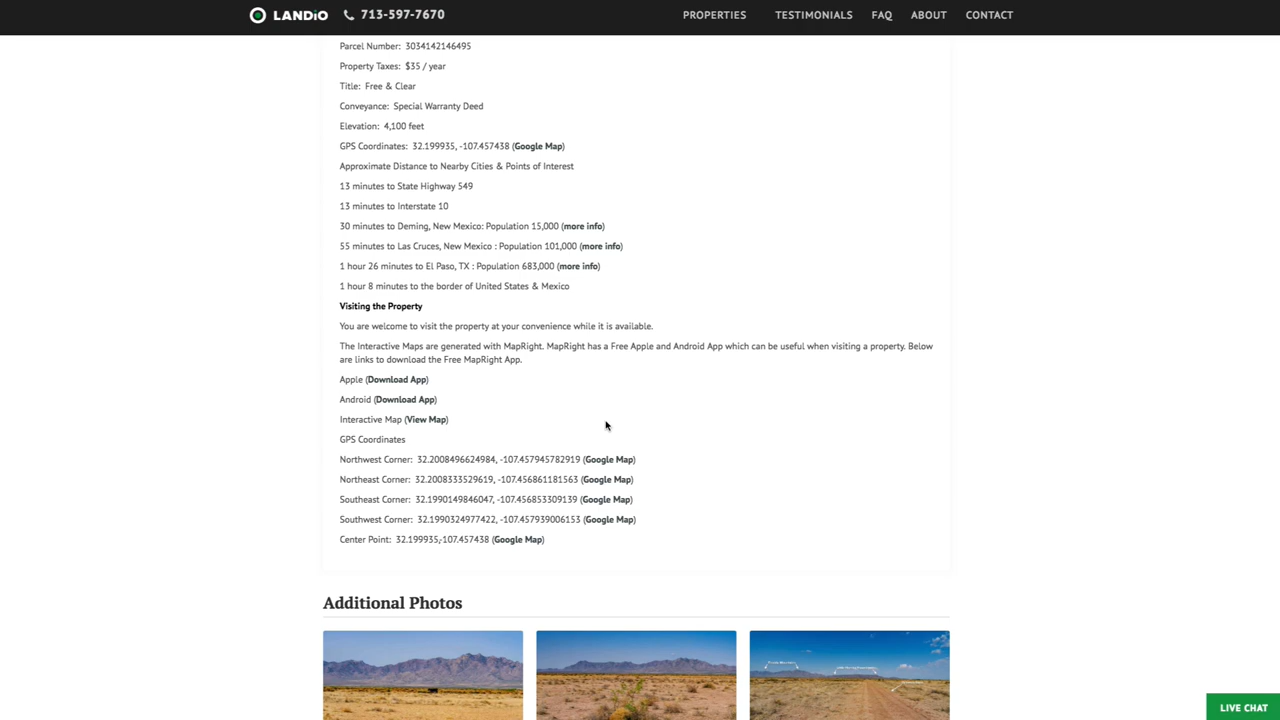 LANDiO
713-597-7670
PROPERTIES
TESTIMONIALS
FAQ
ABOUT
CONTACT
Parcel Number: 3034142146495
Property Taxes: $35 / year
Title: Free & Clear
Conveyance: Special Warranty Deed
Elevation: 4,100 feet
GPS Coordinates: 32.199935, -107.457438 (Google Map)
Approximate Distance to Nearby Cities & Points of Interest
13 minutes to State Highway 549
13 minutes to Interstate 10
30 minutes to Deming, New Mexico: Population 15,000 (more info)
55 minutes to Las Cruces, New Mexico : Population 101,000 (more info)
1 hour 26 minutes to El Paso, TX : Population 683,000 (more info)
1 hour 8 minutes to the border of United States & Mexico
Visiting the Property
You are welcome to visit the property at your convenience while it is available.
The Interactive Maps are generated with MapRight. MapRight has a Free Apple and Android App which can be useful when visiting a property. Below
are links to download the Free MapRight App.
Apple (Download App)
Android (Download App)
Interactive Map (View Map)
GPS Coordinates
Northwest Corner: 32.2008496624984, -107.457945782919 (Google Map)
Northeast Corner: 32.2008333529619, -107.456861181563 (Google Map)
Southeast Corner: 32.1990149846047, -107.456853309139 (Google Map)
Southwest Corner: 32.1990324977422, -107.457939006153 (Google Map)
Center Point: 32.199935,-107.457438 (Google Map)
Additional Photos
LIVE CHAT